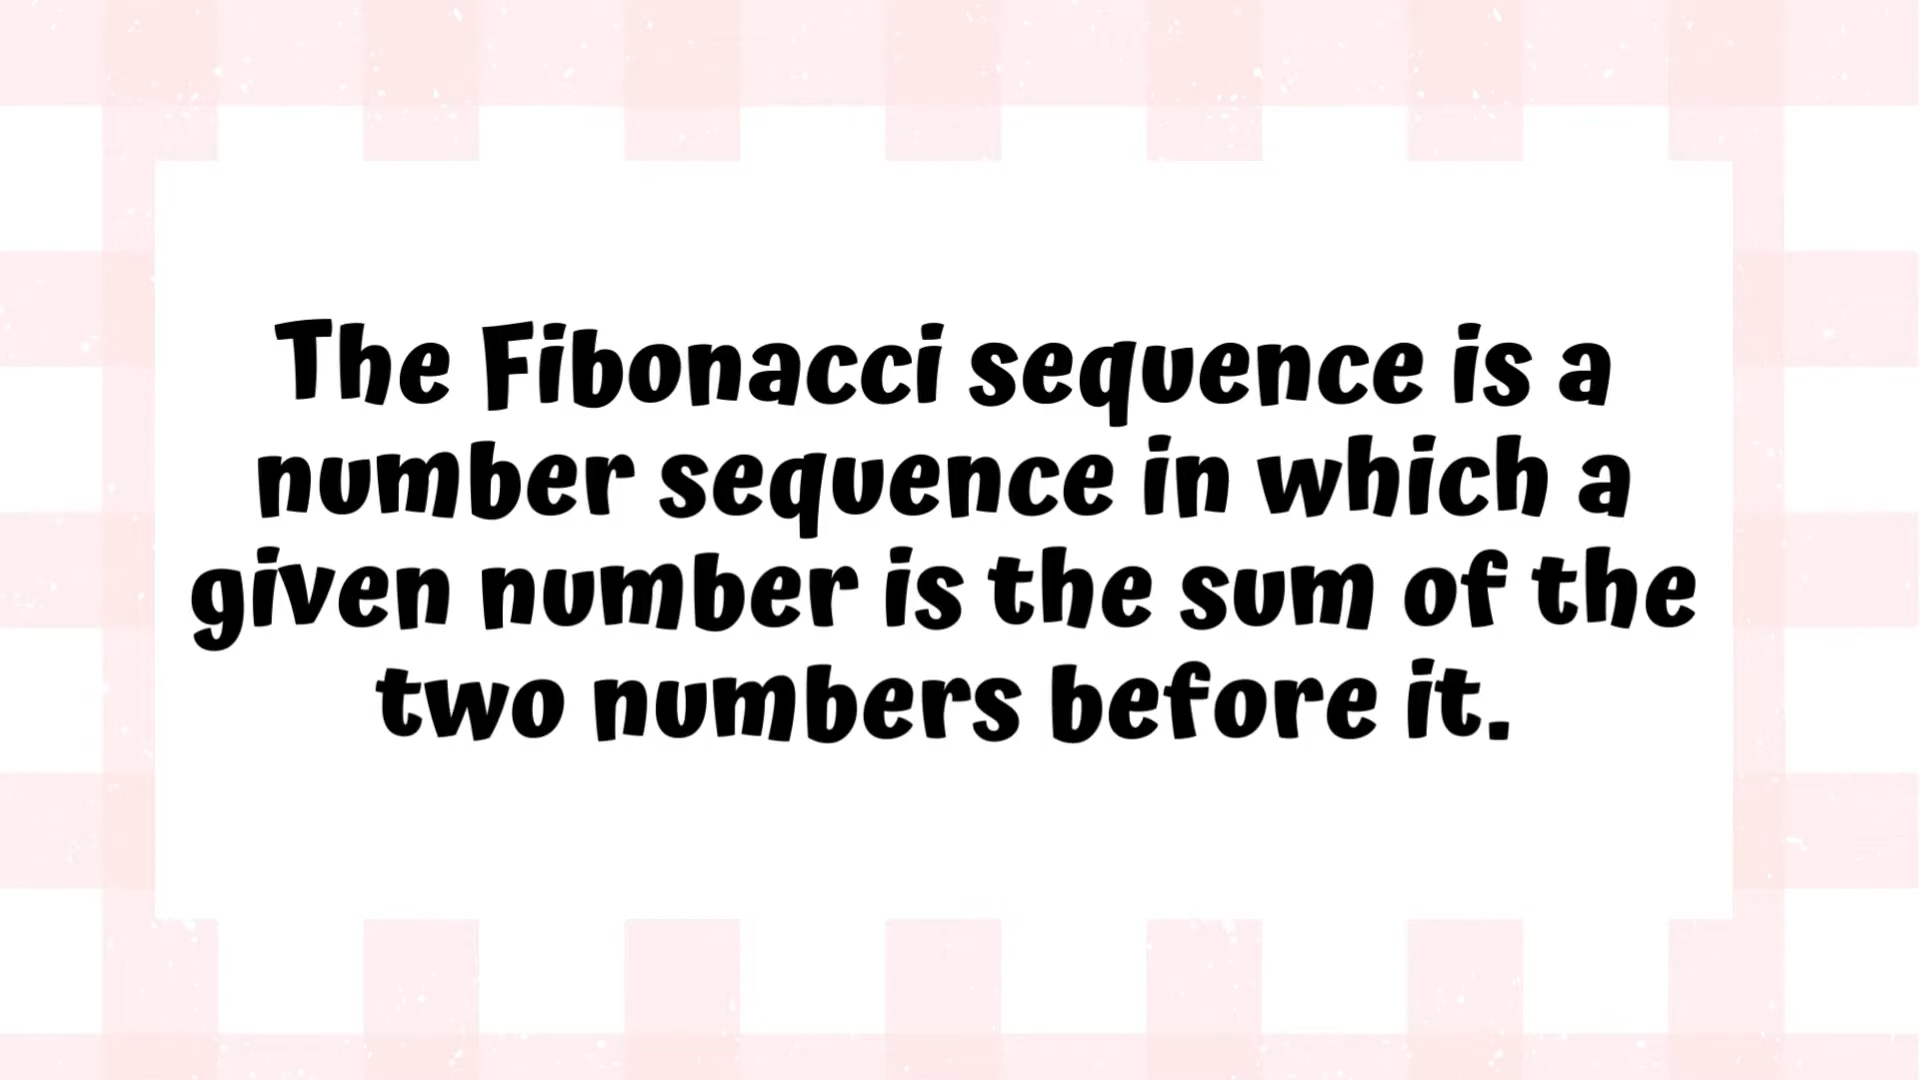 The Fibonacci sequence is a
number sequence in which a
given number is the sum of the
two numbers before it.